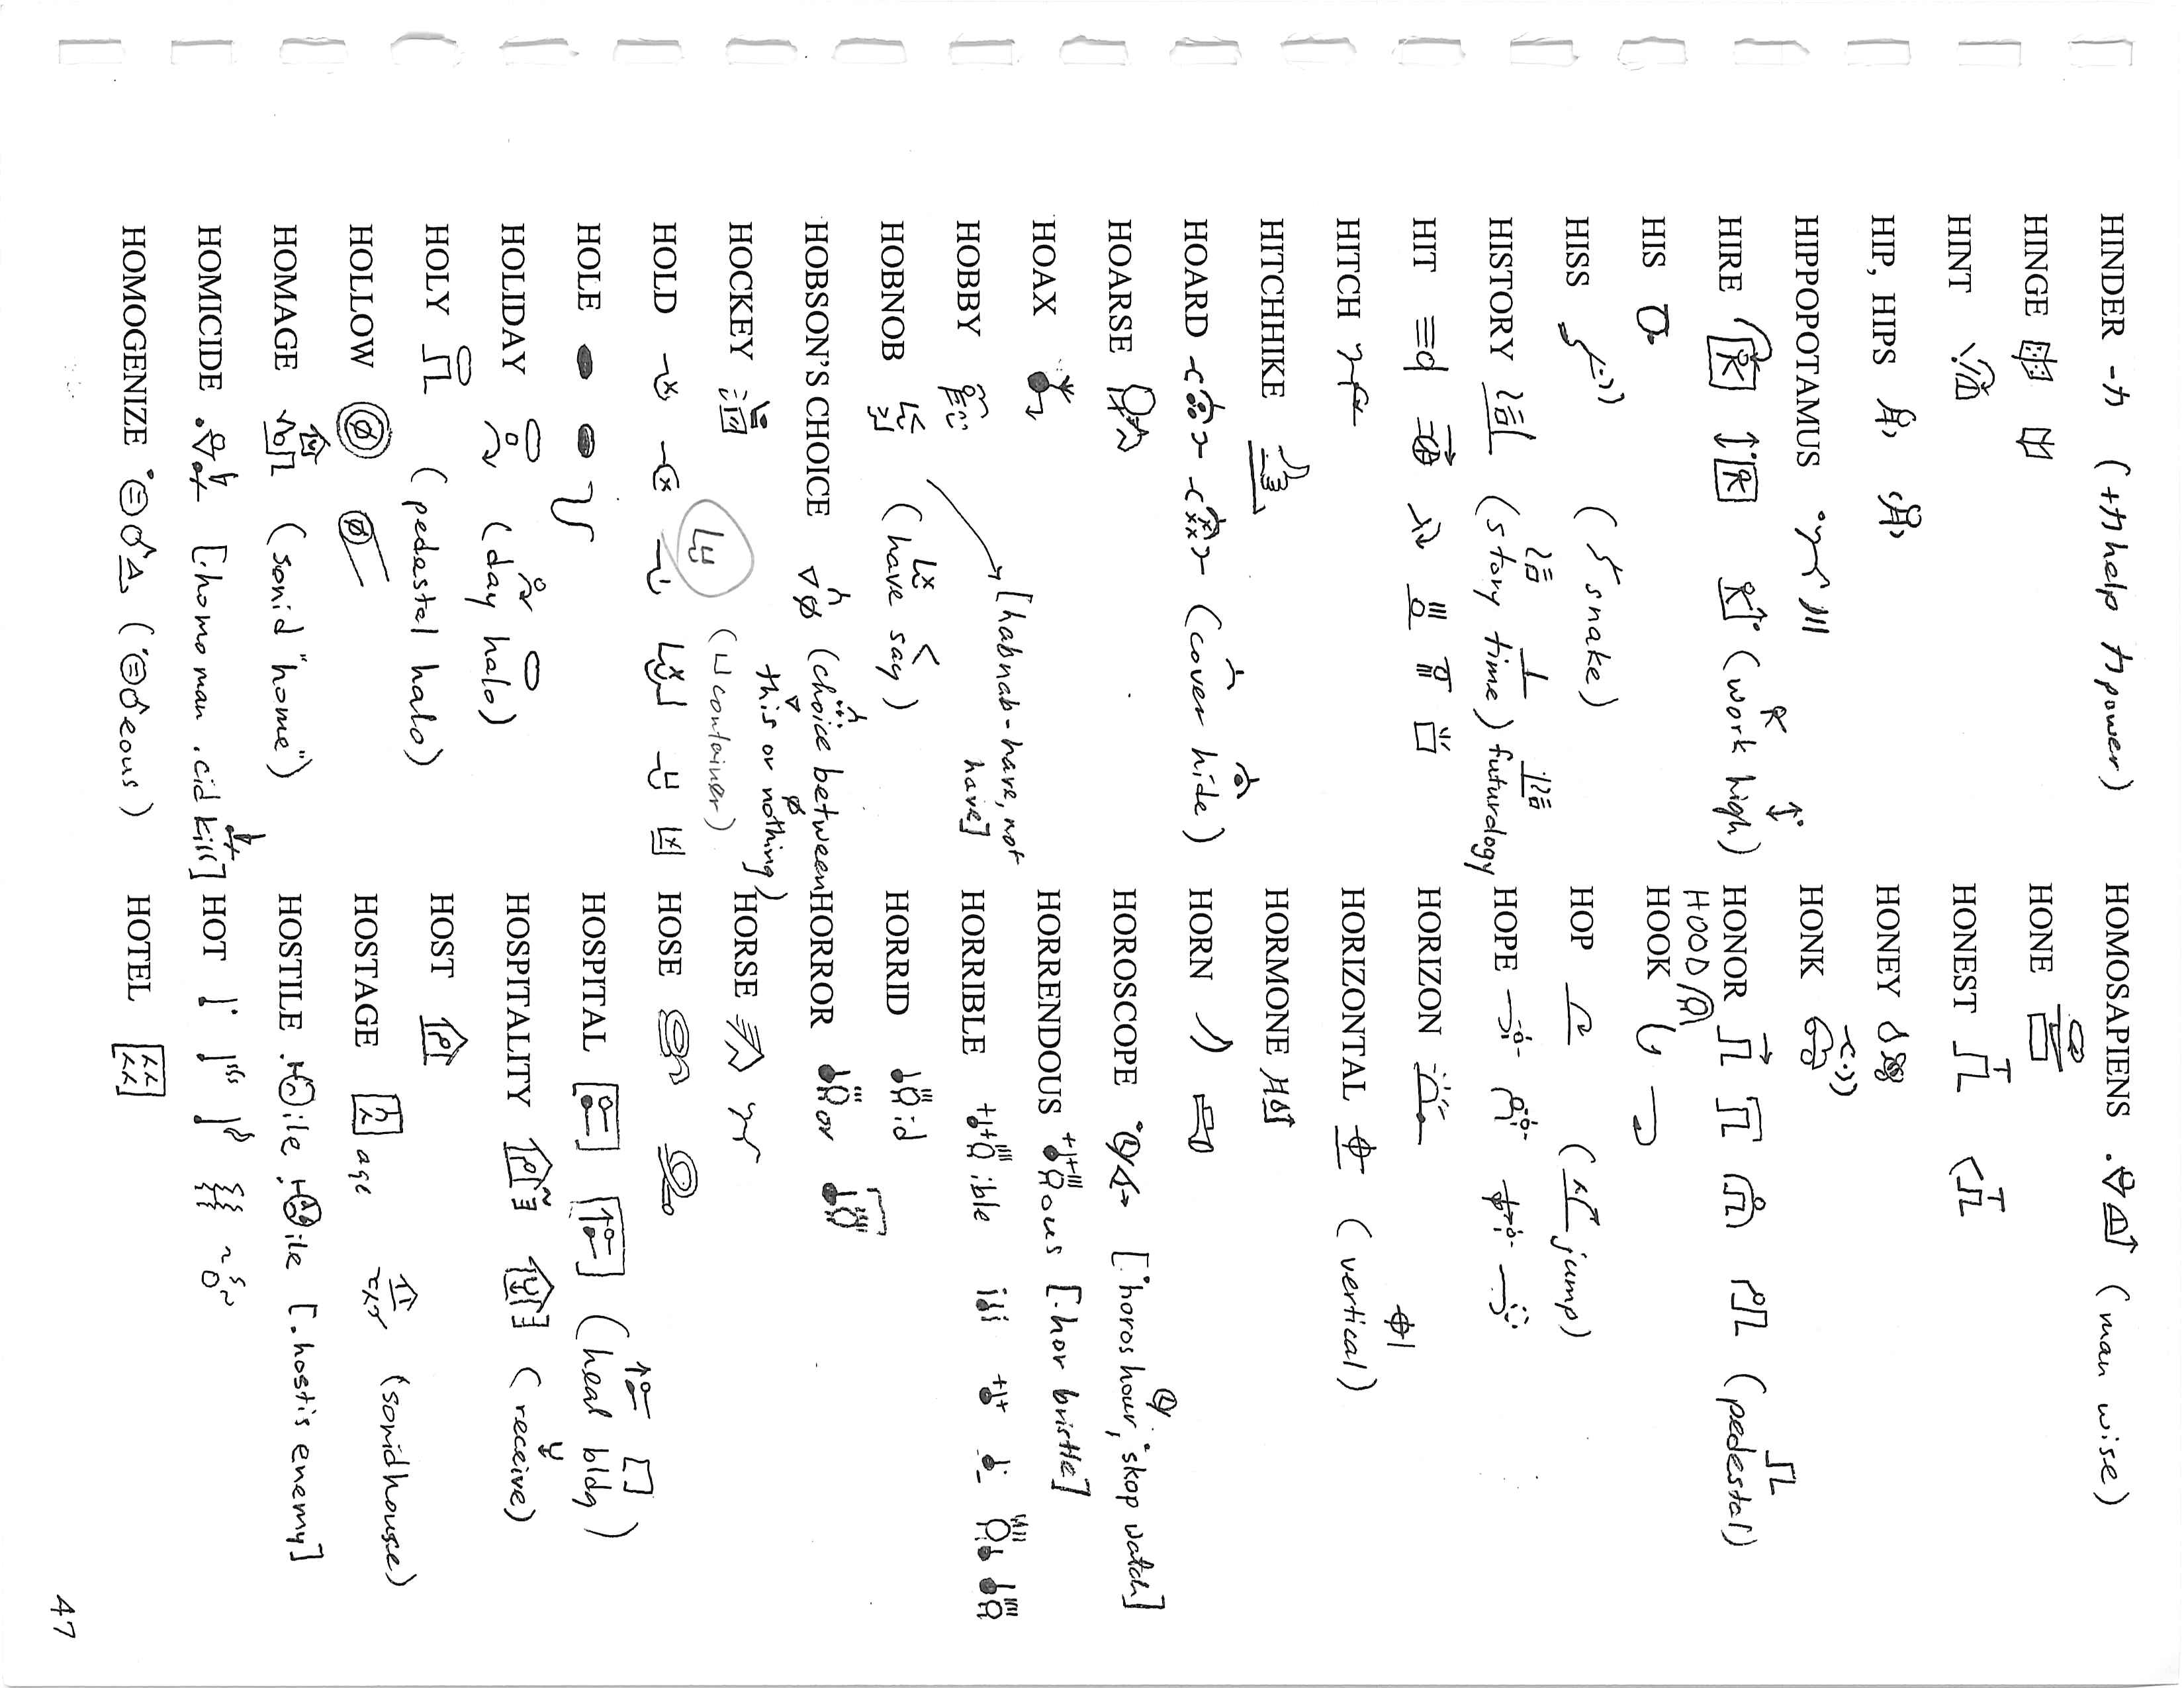 HINDER (+ help power)
HINGE
HINT
HIP, HIPS
HIPPOPOTAMUS
HIRE (work high)
HIS
HISS (snake)
HISTORY (story time) futurology
HIT
HITCH
HITCHHIKE
HOARD (cover hide)
HOARSE
HOAX
HOBBY [habnab-have, not have]
HOBNOB (have say)
HOBSON'S CHOICE (choice between this or nothing)
HOCKEY
(container)
HOLD
HOLE
HOLIDAY (day halo)
HOLY (pedestal halo)
HOLLOW
HOMAGE (sonid "home")
HOMICIDE [.homo man .cid kill]
HOMOGENIZE (eous)
HOMOSAPIENS (man wise)
HONE
HONEST
HONEY
HONK
HONOR (pedestal)
HOOD
HOOK
HOP (jump)
HOPE
HORIZON
HORIZONTAL (vertical)
HORMONE
HORN
HOROSCOPE [horos hour, skop watch]
HORRENDOUS ous [.hor bristle]
HORRIBLE ible
HORRID id
HORROR or
HORSE
HOSE
HOSPITAL (heal bldg)
HOSPITALITY (receive)
HOST
HOSTAGE age (sonid house)
HOSTILE ile ile [.hostis enemy]
HOT
HOTEL
47